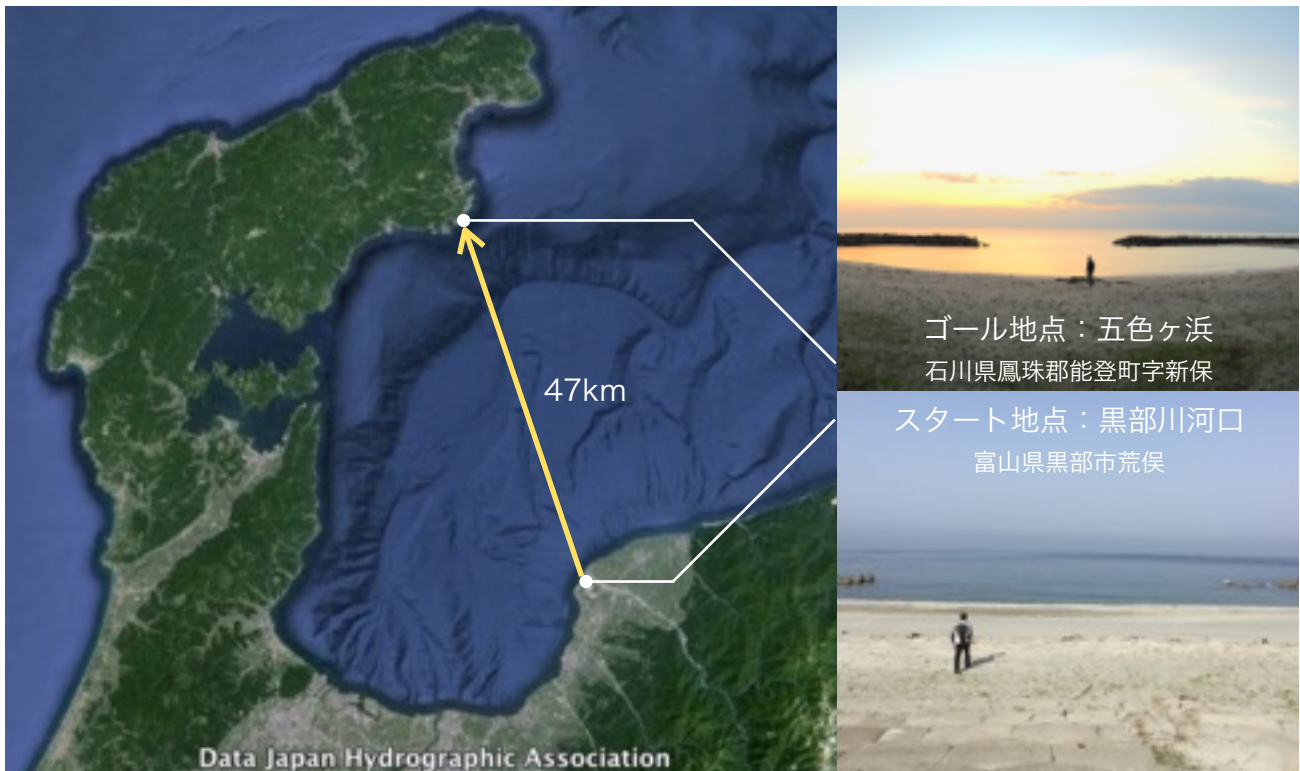 47km
ゴール地点：五色ヶ浜
石川県鳳珠郡能登町字新保
スタート地点：黒部川河口
富山県黒部市荒俣
Data Japan Hydrographic Association